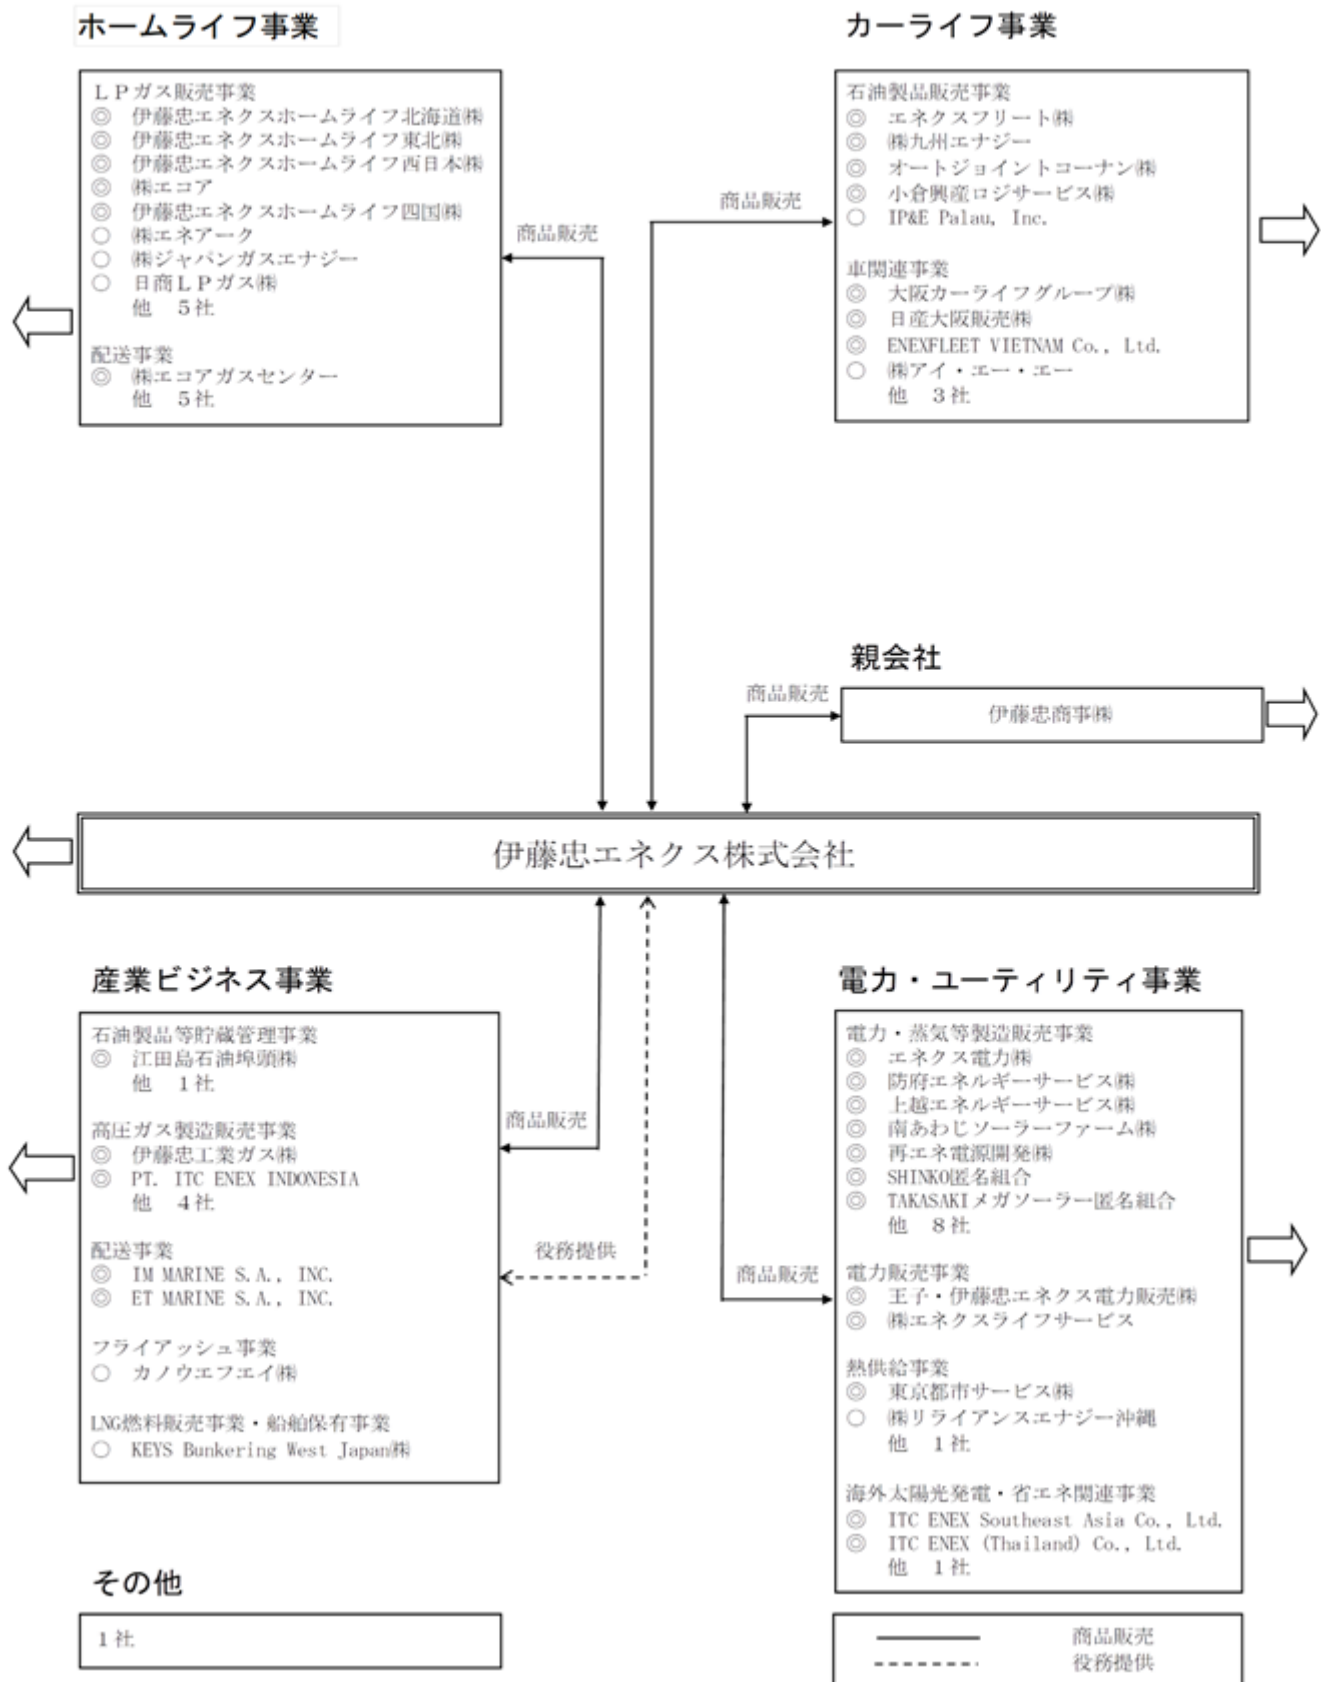 ホームライフ事業
ＬＰガス販売事業
◎ 伊藤忠エネクスホームライフ北海道㈱
◎ 伊藤忠エネクスホームライフ東北㈱
◎ 伊藤忠エネクスホームライフ西日本㈱
◎ ㈱エコア
◎ 伊藤忠エネクスホームライフ四国㈱
○ ㈱エネアーク
○ ㈱ジャパンガスエナジー
○ 日商ＬＰガス㈱
他 ５社
配送事業
◎ ㈱エコアガスセンター
他 ５社
商品販売
カーライフ事業
石油製品販売事業
◎ エネクスフリート㈱
◎ ㈱九州エナジー
◎ オートジョイントコーナン㈱
◎ 小倉興産ロジサービス㈱
○ IP&E Palau, Inc.
車関連事業
◎ 大阪カーライフグループ㈱
◎ 日産大阪販売㈱
◎ ENEXFLEET VIETNAM Co., Ltd.
○ ㈱アイ・エー・エー
他 ３社
商品販売
親会社
伊藤忠商事㈱
商品販売
伊藤忠エネクス株式会社
産業ビジネス事業
石油製品等貯蔵管理事業
◎ 江田島石油埠頭㈱
他 １社
高圧ガス製造販売事業
◎ 伊藤忠工業ガス㈱
◎ PT. ITC ENEX INDONESIA
他 ４社
配送事業
◎ IM MARINE S.A., INC.
◎ ET MARINE S.A., INC.
フライアッシュ事業
○ カノウエフエイ㈱
LNG燃料販売事業・船舶保有事業
○ KEYS Bunkering West Japan㈱
商品販売
役務提供
電力・ユーティリティ事業
電力・蒸気等製造販売事業
◎ エネクス電力㈱
◎ 防府エネルギーサービス㈱
◎ 上越エネルギーサービス㈱
◎ 南あわじソーラーファーム㈱
◎ 再エネ電源開発㈱
◎ SHINKO匿名組合
◎ TAKASAKIメガソーラー匿名組合
他 ８社
電力販売事業
◎ 王子・伊藤忠エネクス電力販売㈱
◎ ㈱エネクスライフサービス
熱供給事業
◎ 東京都市サービス㈱
○ ㈱リライアンスエナジー沖縄
他 １社
海外太陽光発電・省エネ関連事業
◎ ITC ENEX Southeast Asia Co., Ltd.
◎ ITC ENEX (Thailand) Co., Ltd.
他 １社
商品販売
その他
１社
商品販売
役務提供